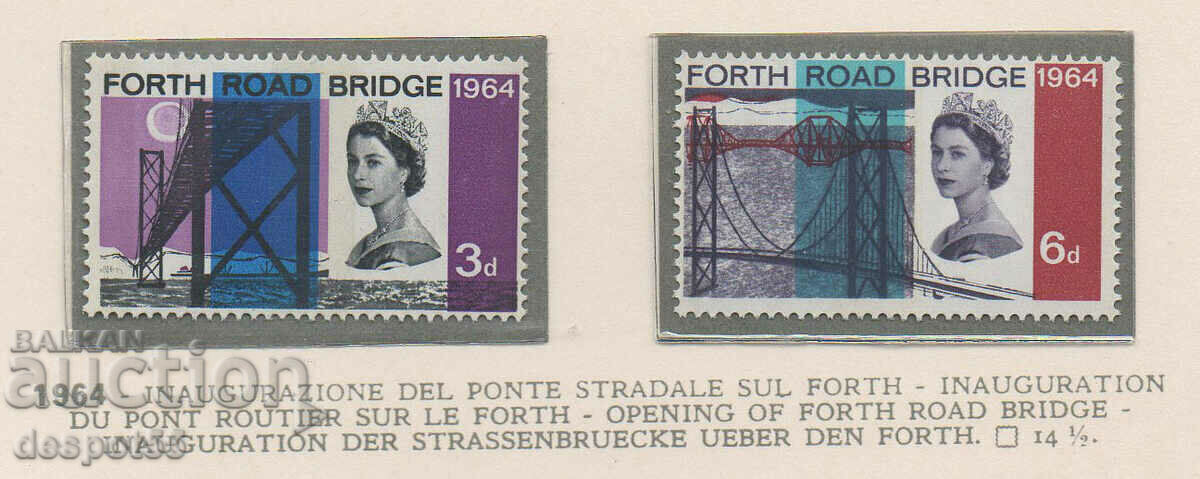 FORTH ROAD BRIDGE 1964
3d
FORTH ROAD BRIDGE 1964
6d
BALKAN
auction
despot55
1964 INAUGURAZIONE DEL PONTE STRADALE SUL FORTH - INAUGURATION
DU PONT ROUTIER SUR LE FORTH - OPENING OF FORTH ROAD BRIDGE -
INAUGURATION DER STRASSENBRUECKE UEBER DEN FORTH. □ 14 ½.